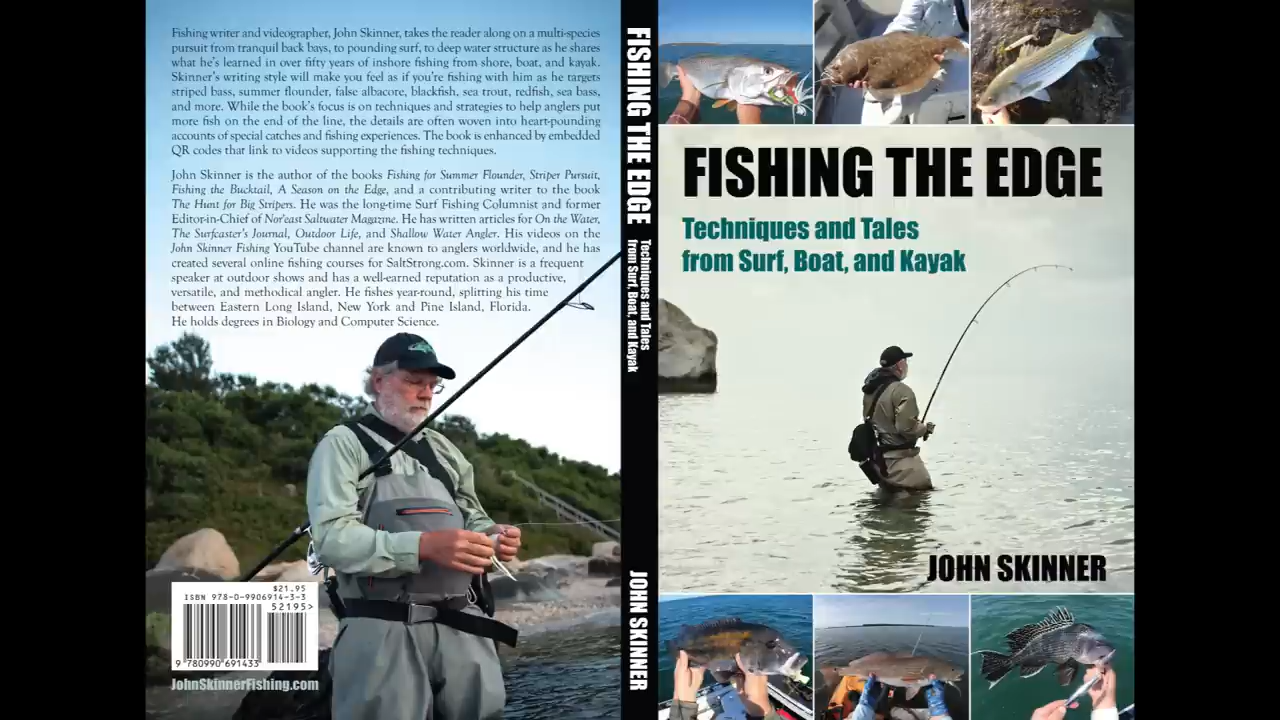 Fishing writer and videographer, John Skinner, takes the reader along on a multi-species
pursuit from tranquil back bays, to pounding surf, to deep water structure as he shares
what he's learned in over fifty years of inshore fishing from shore, boat, and kayak.
Skinner's writing style will make you feel as if you're fishing with him as he targets
striped bass, summer flounder, false albacore, blackfish, sea trout, redfish, sea bass,
and more. While the book's focus is on techniques and strategies to help anglers put
more fish on the end of the line, the details are often woven into heart-pounding
accounts of special catches and fishing experiences. The book is enhanced by embedded
QR codes that link to videos supporting the fishing techniques.
John Skinner is the author of the books Fishing for Summer Flounder, Striper Pursuit,
Fishing the Bucktail, A Season on the Edge, and a contributing writer to the book
The Hunt for Big Stripers. He was the long-time Surf Fishing Columnist and former
Editor-in-Chief of Nor'east Saltwater Magazine. He has written articles for On the Water,
The Surfcaster's Journal, Outdoor Life, and Shallow Water Angler. His videos on the
John Skinner Fishing YouTube channel are known to anglers worldwide, and he has
created several online fishing courses for SaltStrong.com. Skinner is a frequent
speaker at outdoor shows and has a well-earned reputation as a productive,
versatile, and methodical angler. He fishes year-round, splitting his time
between Eastern Long Island, New York and Pine Island, Florida.
He holds degrees in Biology and Computer Science.
$21.95
ISBN 978-0-9906914-3-3
52195>
9 780990 691433
JohnSkinnerFishing.com
FISHING THE EDGE
Techniques and Tales
from Surf, Boat, and Kayak
JOHN SKINNER
FISHING THE EDGE
Techniques and Tales
from Surf, Boat, and Kayak
JOHN SKINNER